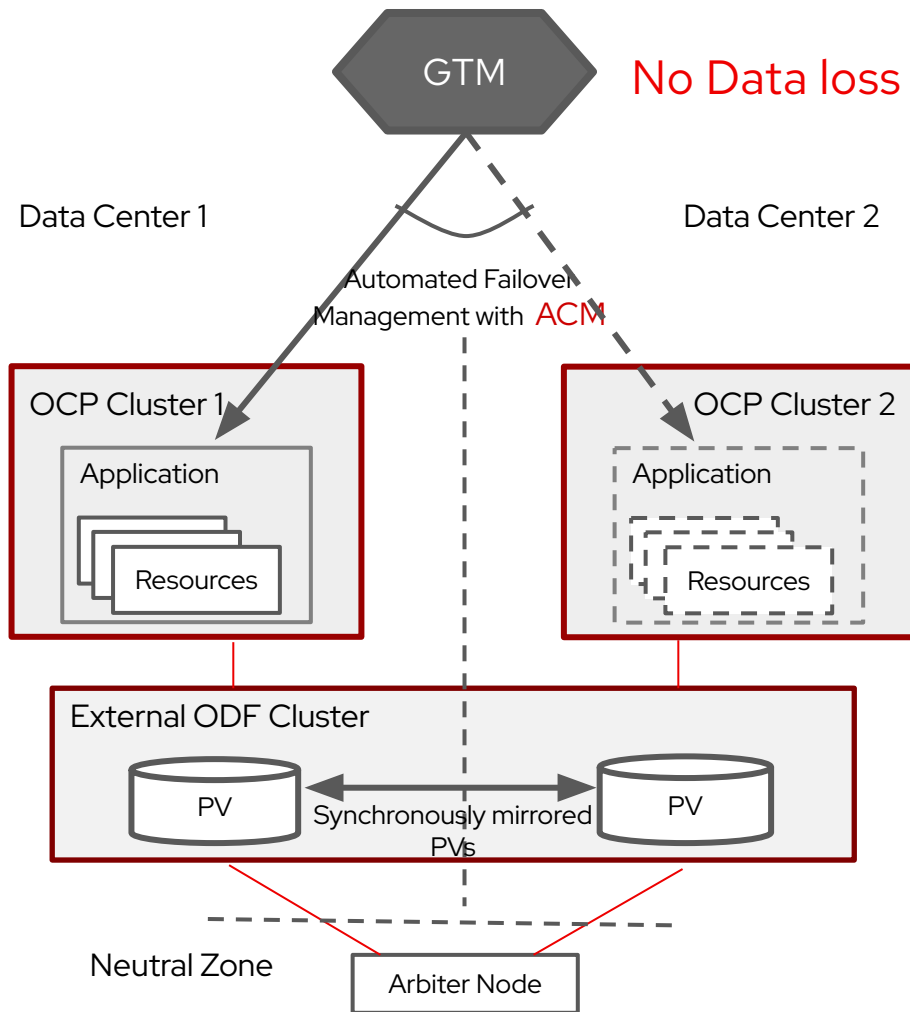 GTM
No Data loss
Data Center 1
Data Center 2
Automated Failover
Management with ACM
OCP Cluster 1
OCP Cluster 2
Application
Application
Resources
Resources
External ODF Cluster
PV
PV
Synchronously mirrored
PVs
Neutral Zone
Arbiter Node